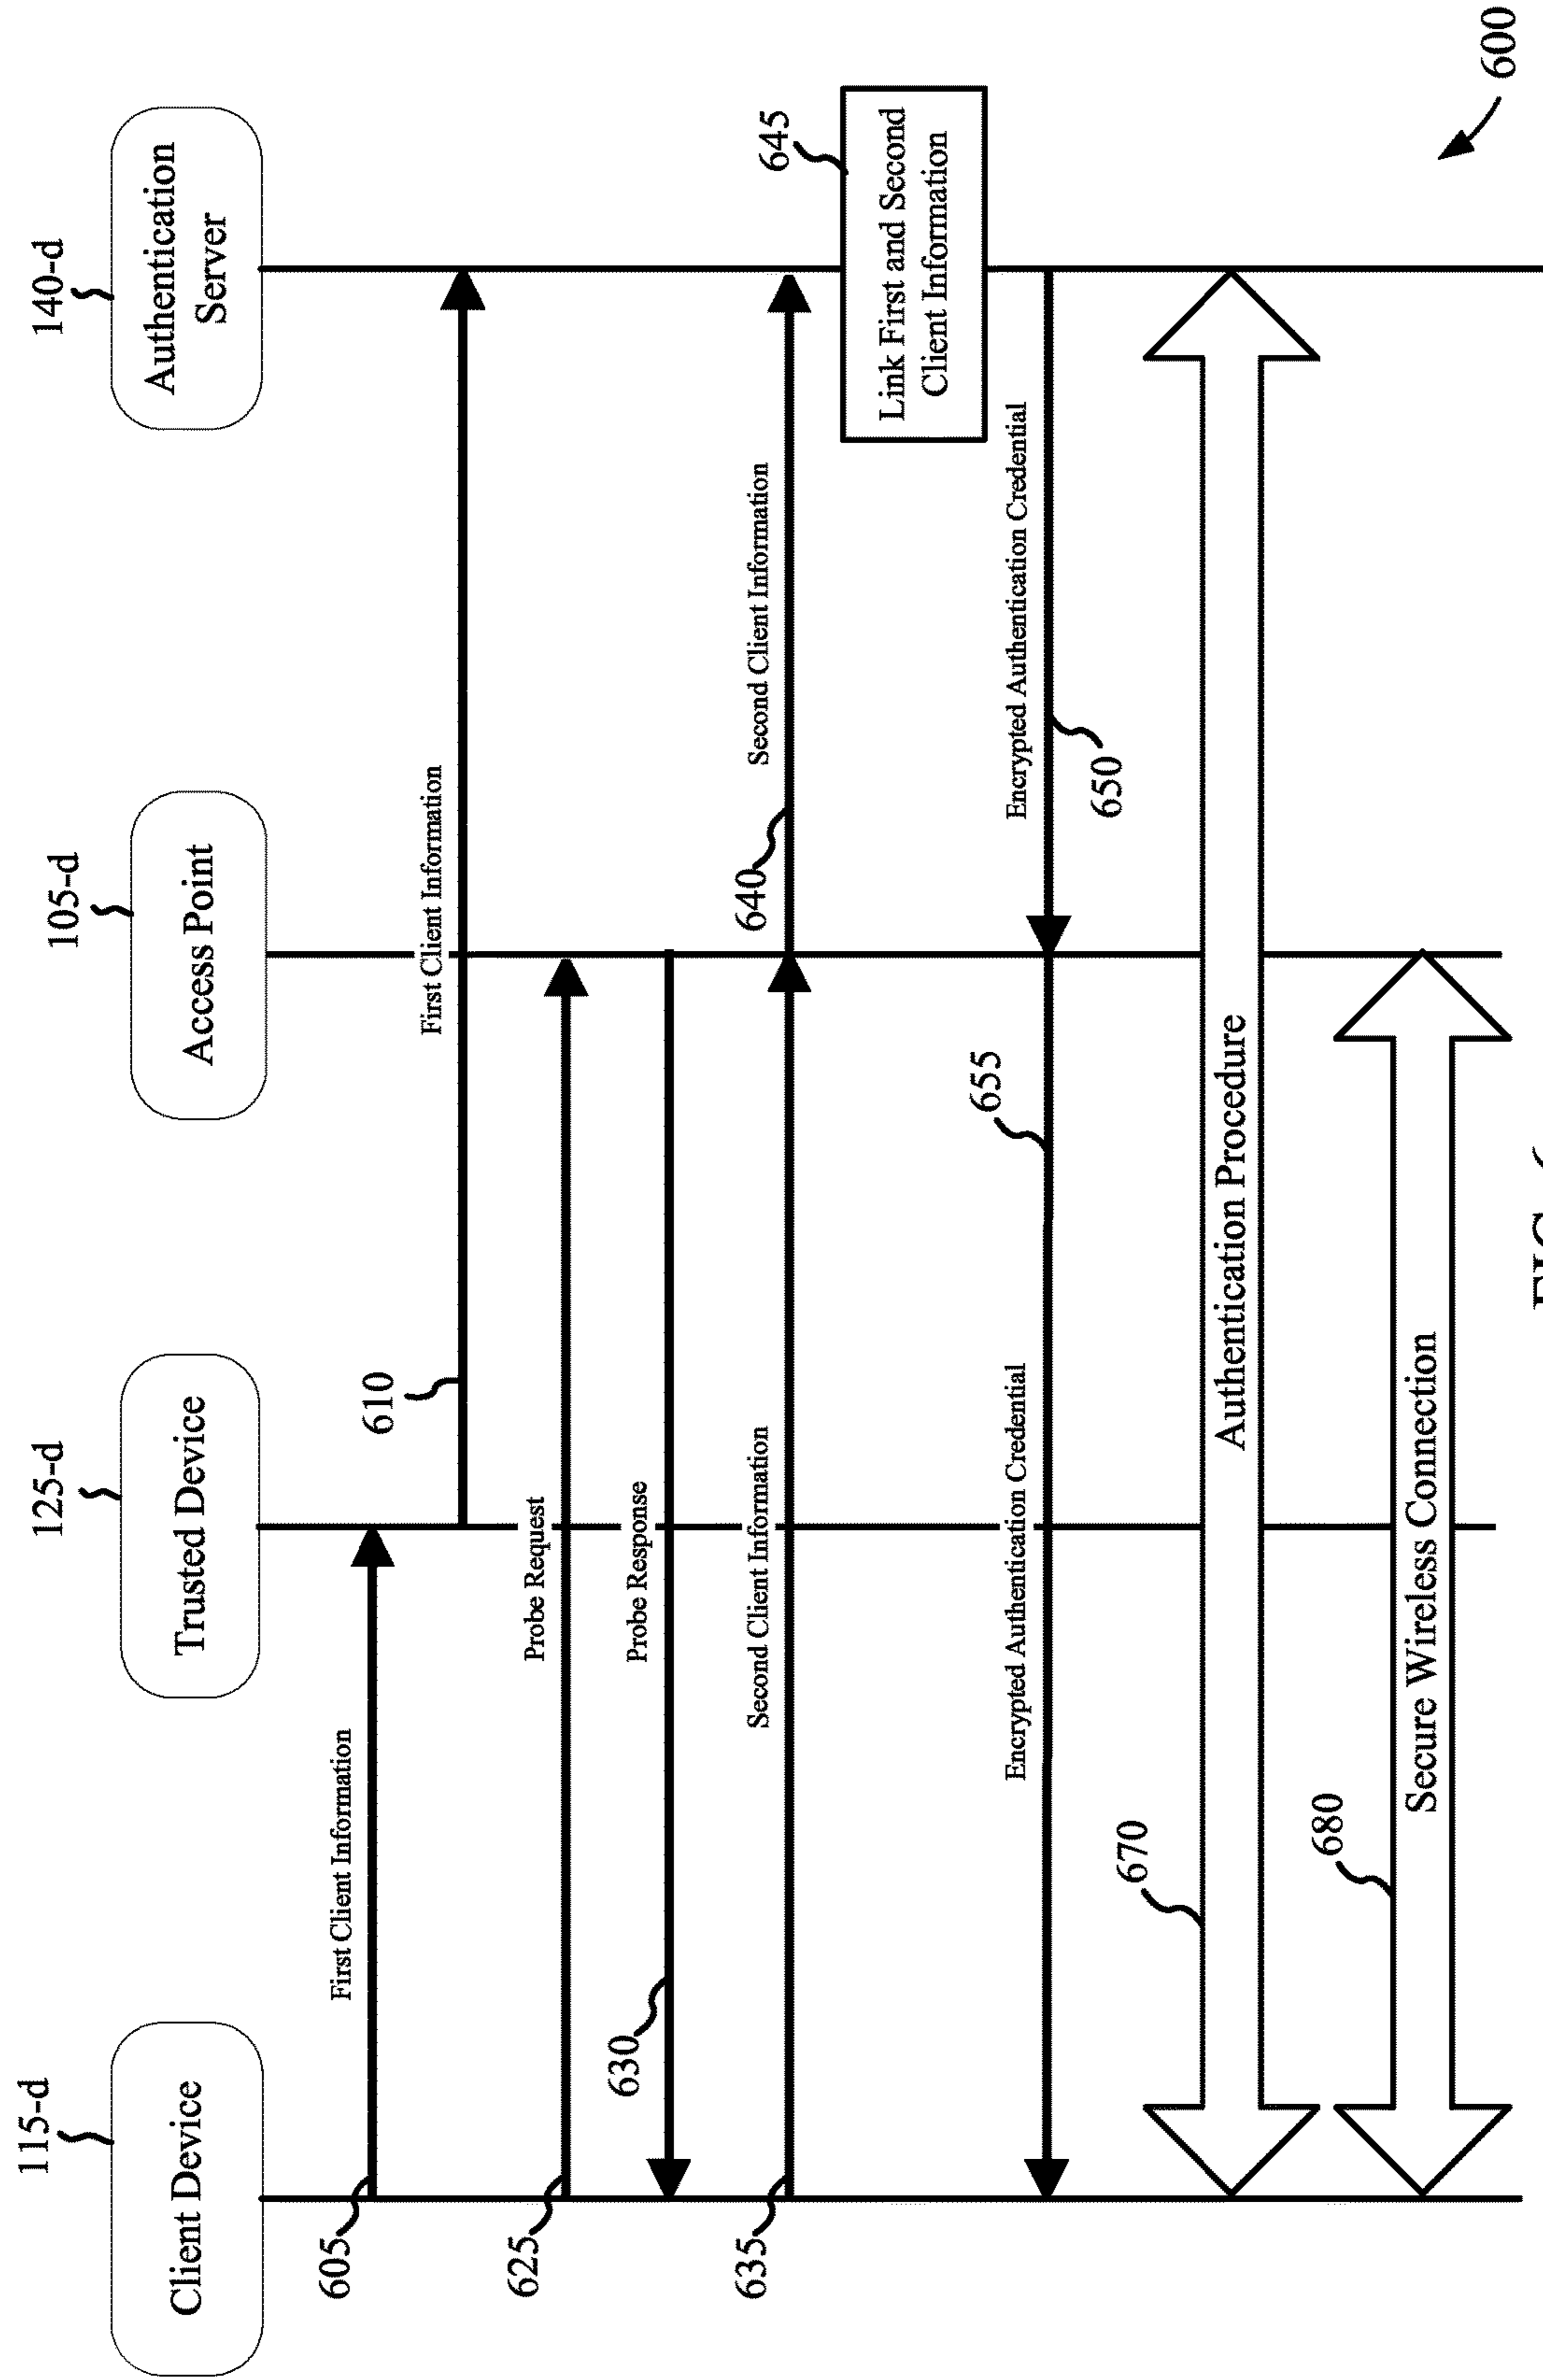 115-d
125-d
105-d
140-d
Client Device
Trusted Device
Access Point
Authentication
Server
605
First Client Information
610
First Client Information
625
Probe Request
630
Probe Response
635
Second Client Information
640
Second Client Information
645
Link First and Second
Client Information
Encrypted Authentication Credential
650
Encrypted Authentication Credential
655
670
Authentication Procedure
680
Secure Wireless Connection
600